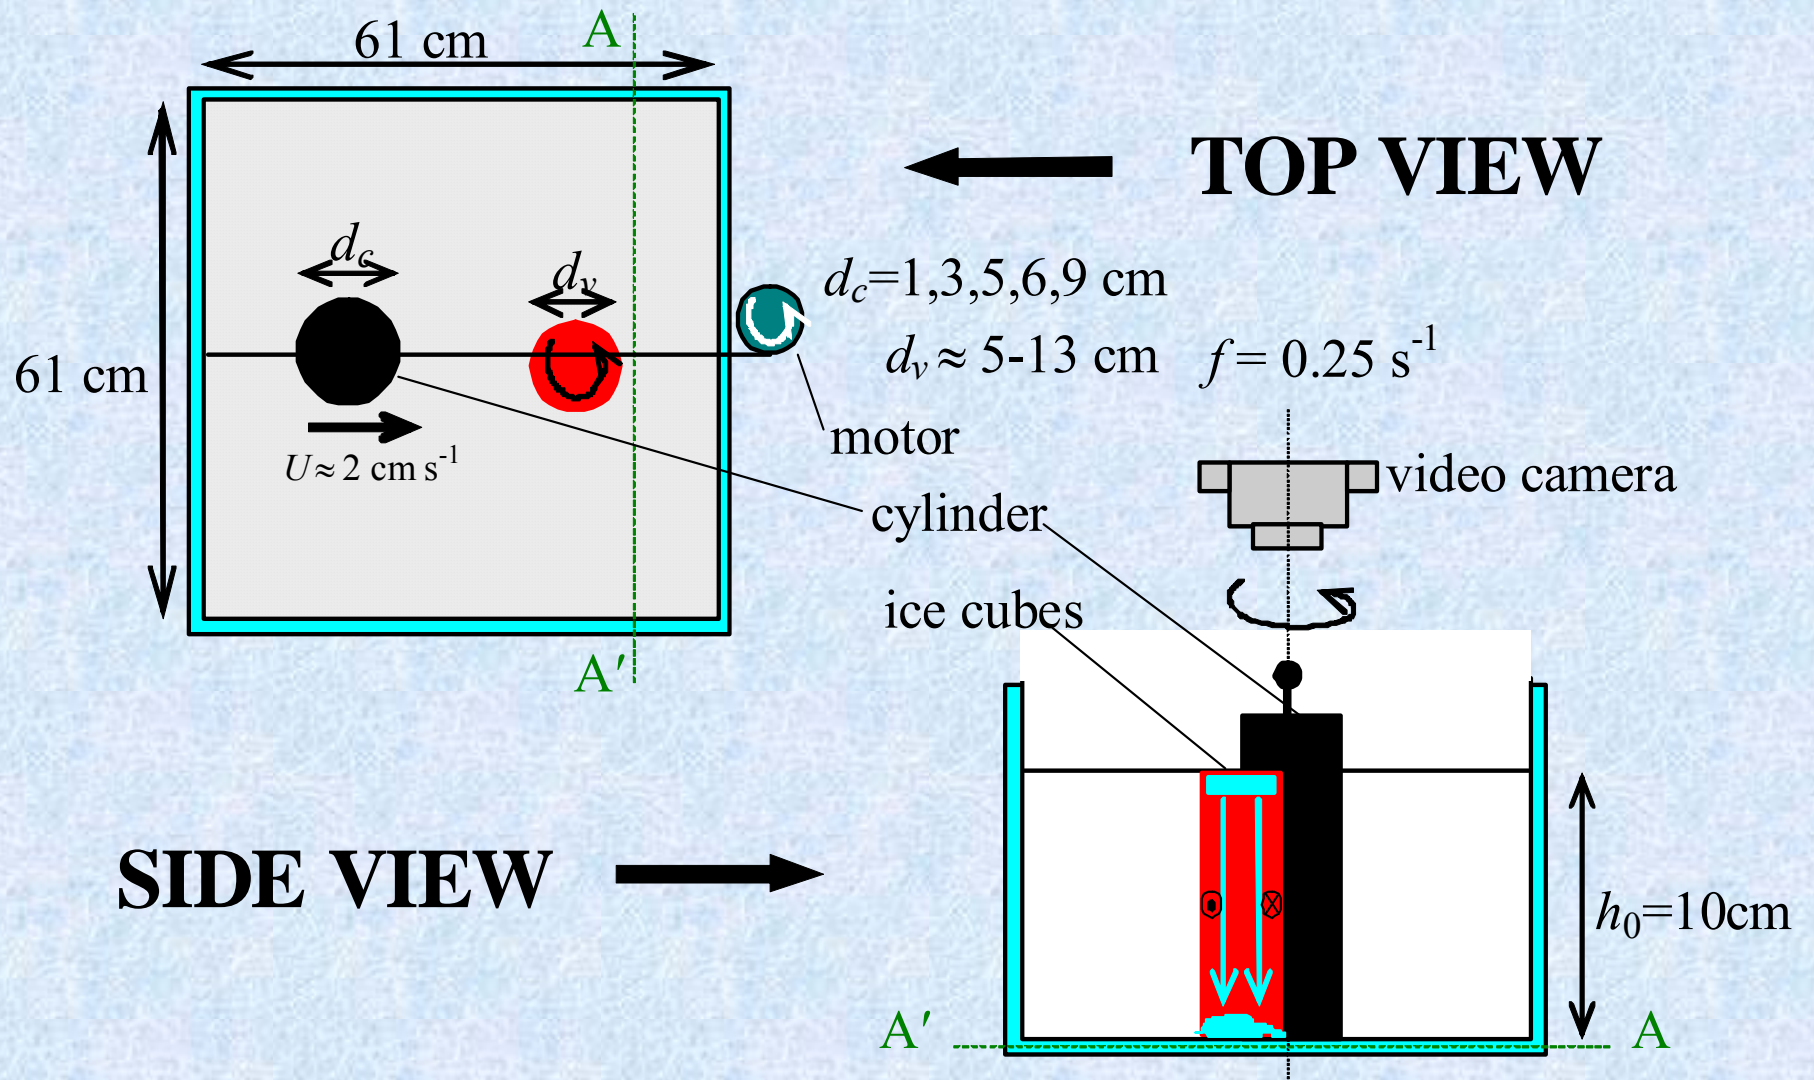 61 cm
A
TOP VIEW
d_c
d_v
d_c=1,3,5,6,9 cm
61 cm
d_v ≈ 5-13 cm
f = 0.25 s⁻¹
motor
U ≈ 2 cm s⁻¹
video camera
cylinder
ice cubes
A′
SIDE VIEW
h₀=10cm
A′
A